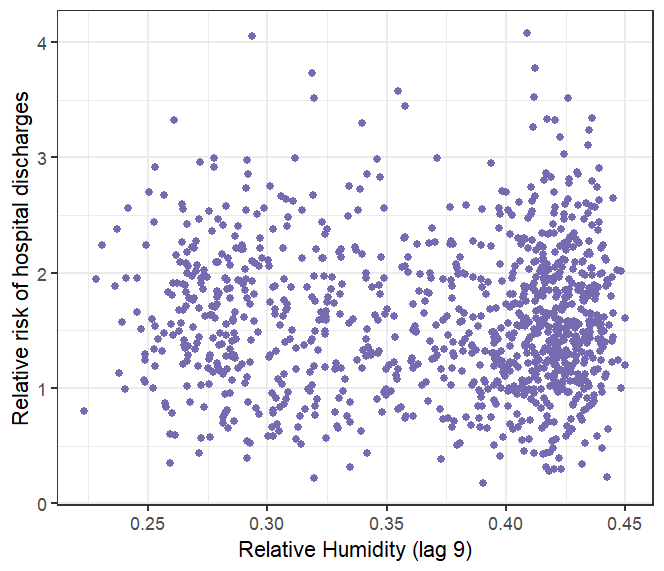 Relative risk of hospital discharges
4
3
2
1
0
0.25 0.30 0.35 0.40 0.45
Relative Humidity (lag 9)